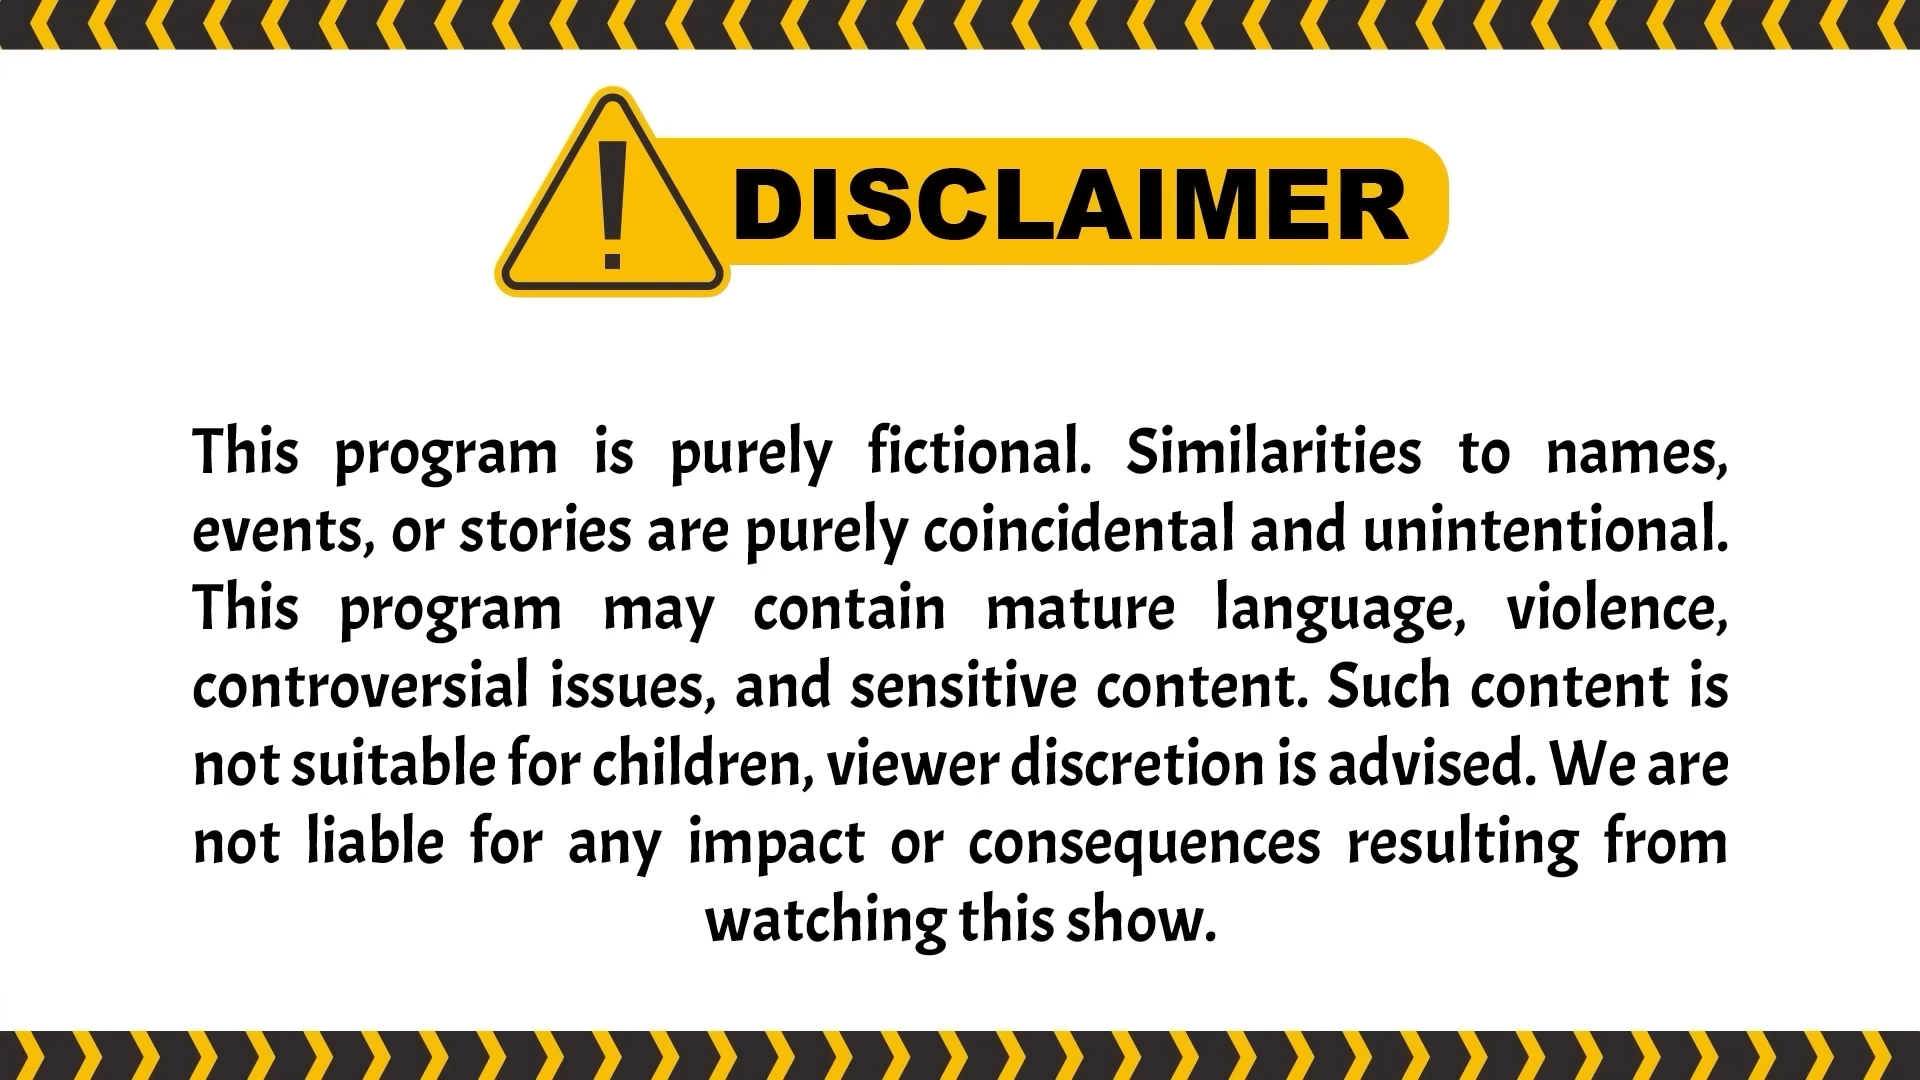 DISCLAIMER
This program is purely fictional. Similarities to names,
events, or stories are purely coincidental and unintentional.
This program may contain mature language, violence,
controversial issues, and sensitive content. Such content is
not suitable for children, viewer discretion is advised. We are
not liable for any impact or consequences resulting from
watching this show.